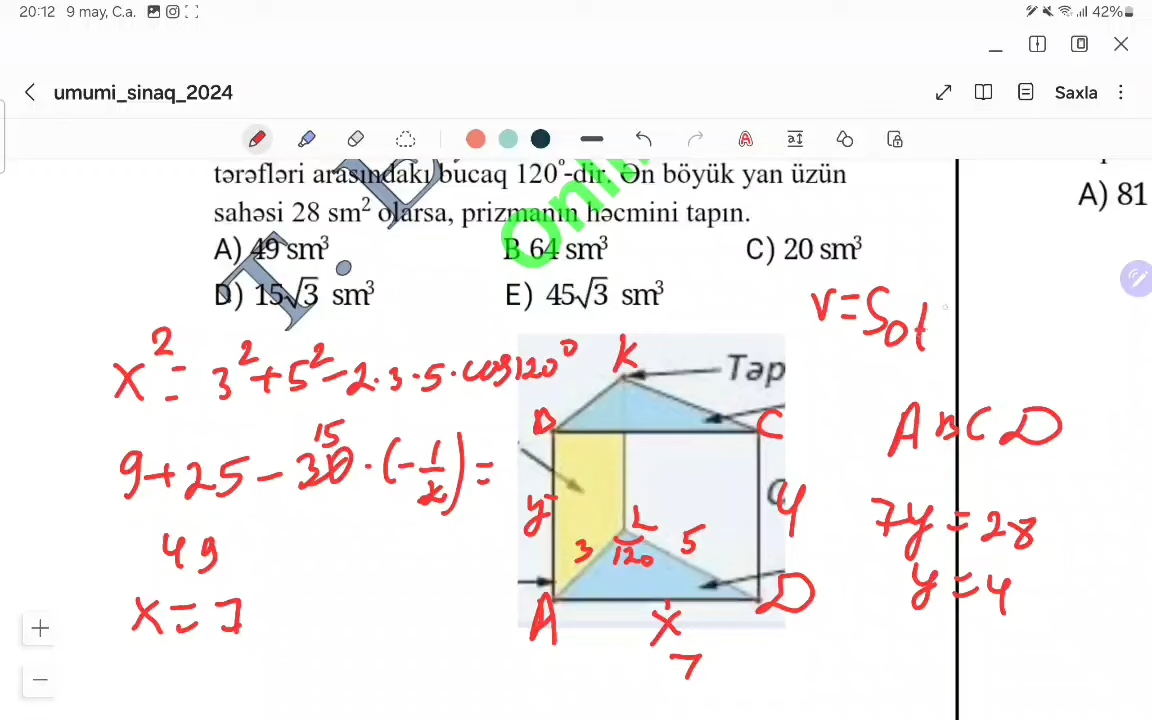 20:12 9 may, C.a. 42%
umumi_sinaq_2024 Saxla
tərəfləri arasındakı bucaq 120°-dir. Ən böyük yan üzün
sahəsi 28 sm² olarsa, prizmanın həcmini tapın.
A) 49 sm³ B 64 sm³ C) 20 sm³
D) 15√3 sm³ E) 45√3 sm³
A) 81
V=S₀t
x² = 3²+5²-2·3·5·cos120°
9+25-30·(-1/2)=
15
49
x=7
K
Təp
C
y
L
3 120 5
A x D
7
4
ABCD
7y=28
y=4